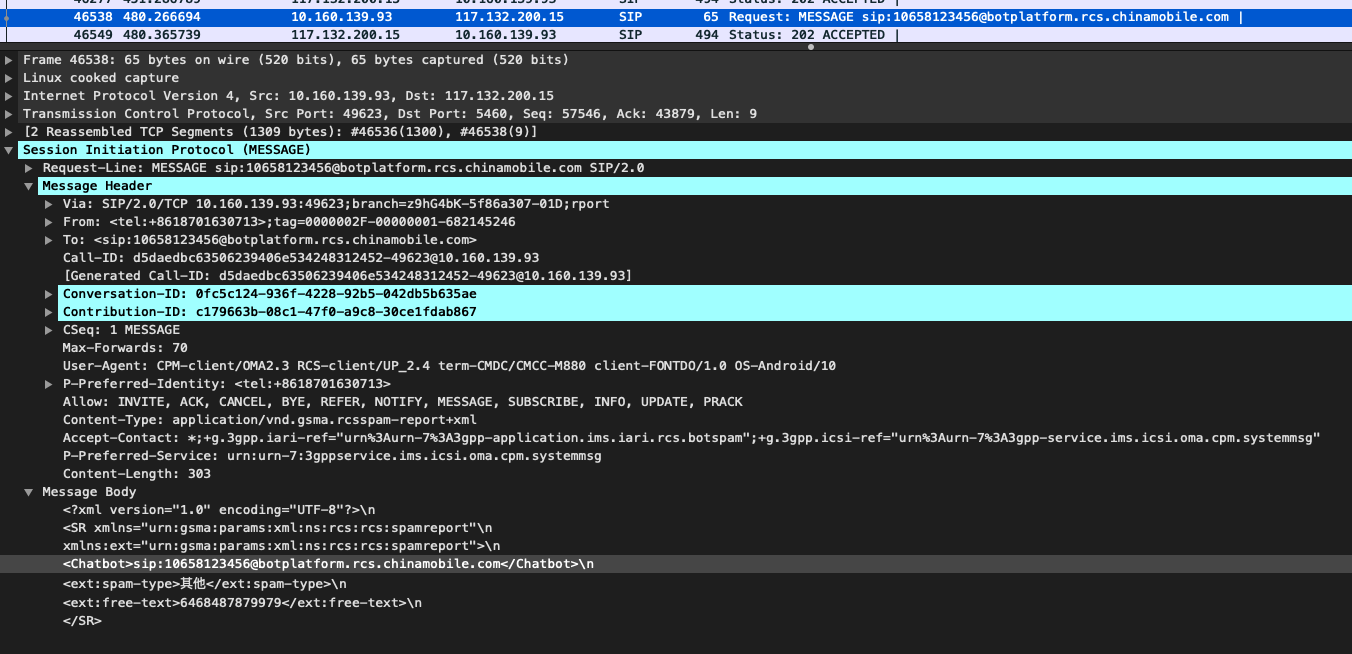 46538 480.266694 10.160.139.93 117.132.200.15 SIP 65 Request: MESSAGE sip:10658123456@botplatform.rcs.chinamobile.com |
46549 480.365739 117.132.200.15 10.160.139.93 SIP 494 Status: 202 ACCEPTED |
Frame 46538: 65 bytes on wire (520 bits), 65 bytes captured (520 bits)
Linux cooked capture
Internet Protocol Version 4, Src: 10.160.139.93, Dst: 117.132.200.15
Transmission Control Protocol, Src Port: 49623, Dst Port: 5460, Seq: 57546, Ack: 43879, Len: 9
[2 Reassembled TCP Segments (1309 bytes): #46536(1300), #46538(9)]
Session Initiation Protocol (MESSAGE)
Request-Line: MESSAGE sip:10658123456@botplatform.rcs.chinamobile.com SIP/2.0
Message Header
Via: SIP/2.0/TCP 10.160.139.93:49623;branch=z9hG4bK-5f86a307-01D;rport
From: <tel:+8618701630713>;tag=0000002F-00000001-682145246
To: <sip:10658123456@botplatform.rcs.chinamobile.com>
Call-ID: d5daedbc63506239406e534248312452-49623@10.160.139.93
[Generated Call-ID: d5daedbc63506239406e534248312452-49623@10.160.139.93]
Conversation-ID: 0fc5c124-936f-4228-92b5-042db5b635ae
Contribution-ID: c179663b-08c1-47f0-a9c8-30ce1fdab867
CSeq: 1 MESSAGE
Max-Forwards: 70
User-Agent: CPM-client/OMA2.3 RCS-client/UP_2.4 term-CMDC/CMCC-M880 client-FONTDO/1.0 OS-Android/10
P-Preferred-Identity: <tel:+8618701630713>
Allow: INVITE, ACK, CANCEL, BYE, REFER, NOTIFY, MESSAGE, SUBSCRIBE, INFO, UPDATE, PRACK
Content-Type: application/vnd.gsma.rcsspam-report+xml
Accept-Contact: *;+g.3gpp.iari-ref="urn%3Aurn-7%3A3gpp-application.ims.iari.rcs.botspam";+g.3gpp.icsi-ref="urn%3Aurn-7%3A3gpp-service.ims.icsi.oma.cpm.systemmsg"
P-Preferred-Service: urn:urn-7:3gppservice.ims.icsi.oma.cpm.systemmsg
Content-Length: 303
Message Body
<?xml version="1.0" encoding="UTF-8"?>\n
<SR xmlns="urn:gsma:params:xml:ns:rcs:rcs:spamreport"\n
xmlns:ext="urn:gsma:params:xml:ns:rcs:rcs:spamreport">\n
<Chatbot>sip:10658123456@botplatform.rcs.chinamobile.com</Chatbot>\n
<ext:spam-type>其他</ext:spam-type>\n
<ext:free-text>6468487879979</ext:free-text>\n
</SR>